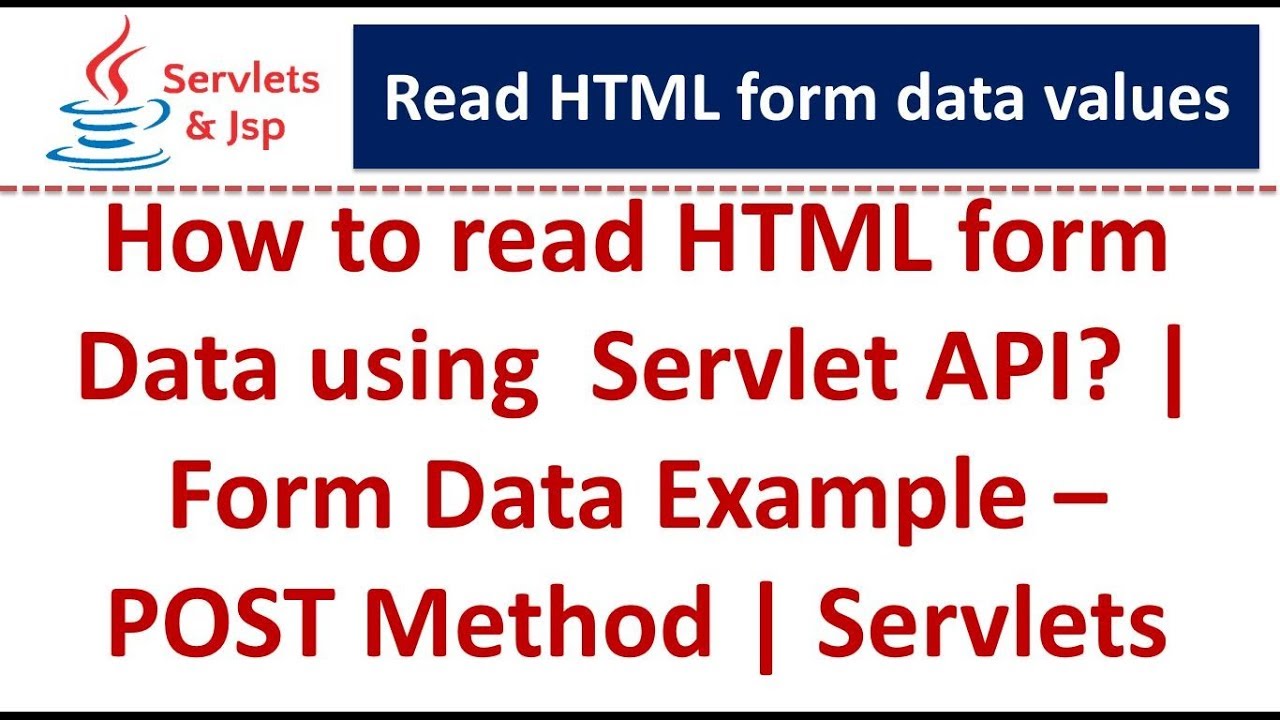 Servlets
& Jsp
Read HTML form data values
How to read HTML form
Data using  Servlet API? |
Form Data Example –
POST Method | Servlets